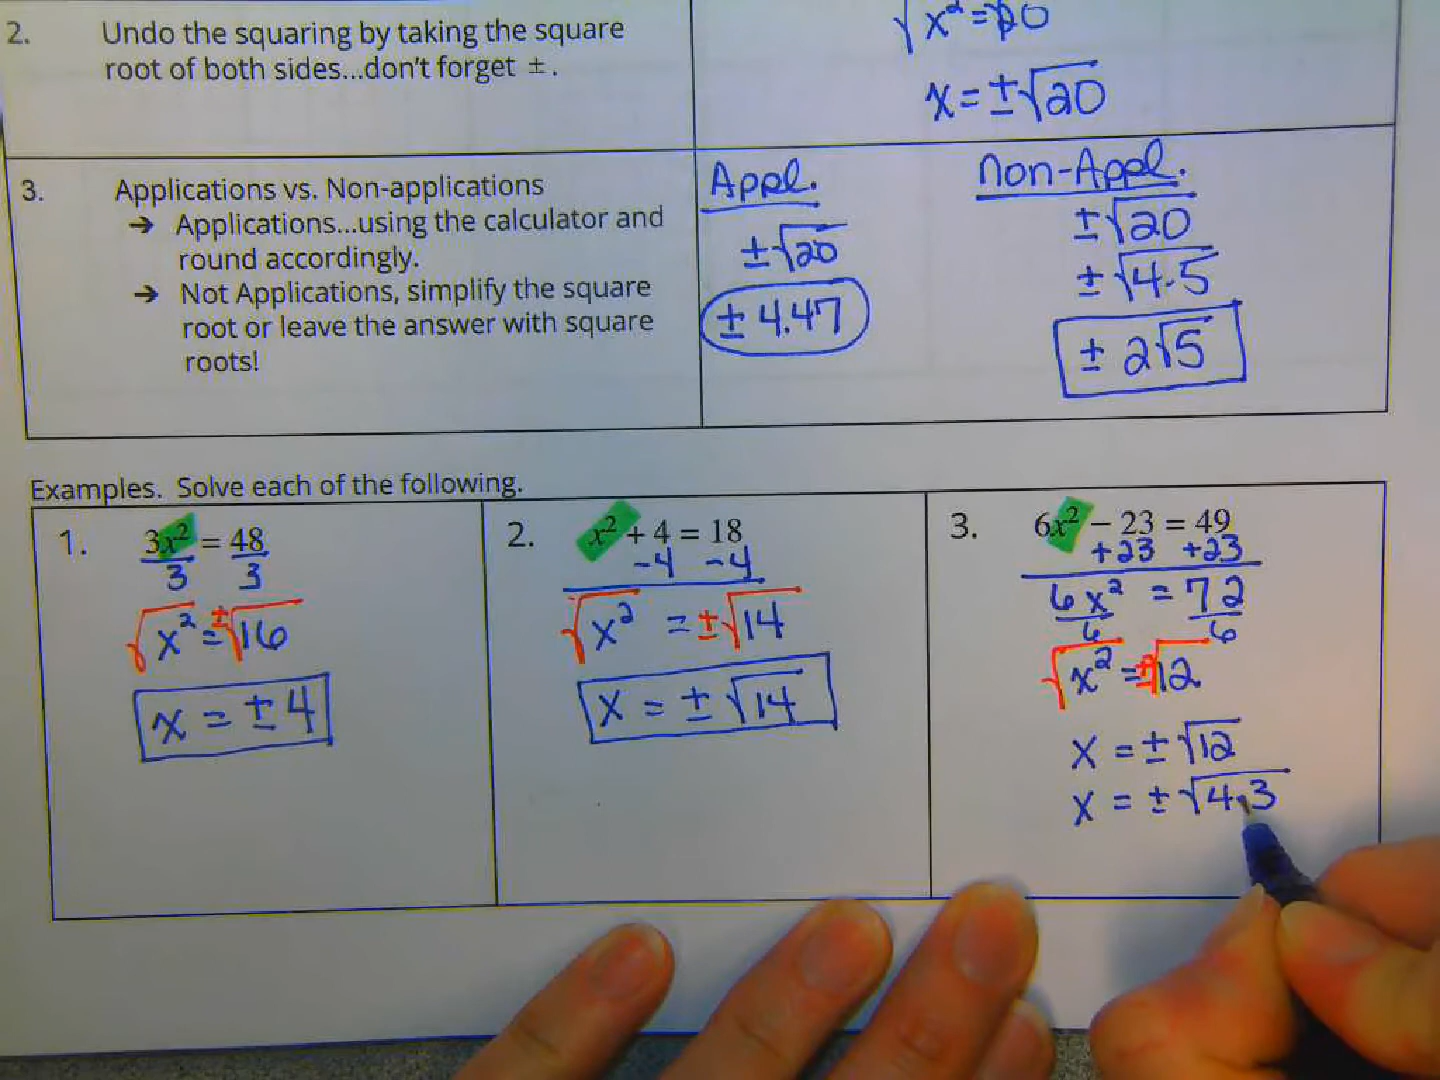 2. Undo the squaring by taking the square
root of both sides...don't forget ±.
√x² = 20
x = ±√20
3. Applications vs. Non-applications
→ Applications...using the calculator and
round accordingly.
→ Not Applications, simplify the square
root or leave the answer with square
roots!
Appl.
±√20
± 4.47
Non-Appl.
±√20
± √4·5
± 2√5
Examples. Solve each of the following.
1. 3x² = 48
3 3
√x² = ±√16
x = ±4
2. x² + 4 = 18
-4 -4
√x² = ±√14
x = ± √14
3. 6x² − 23 = 49
+23 +23
6x² = 72
6 6
√x² = ±√12
x = ±√12
x = ±√4·3